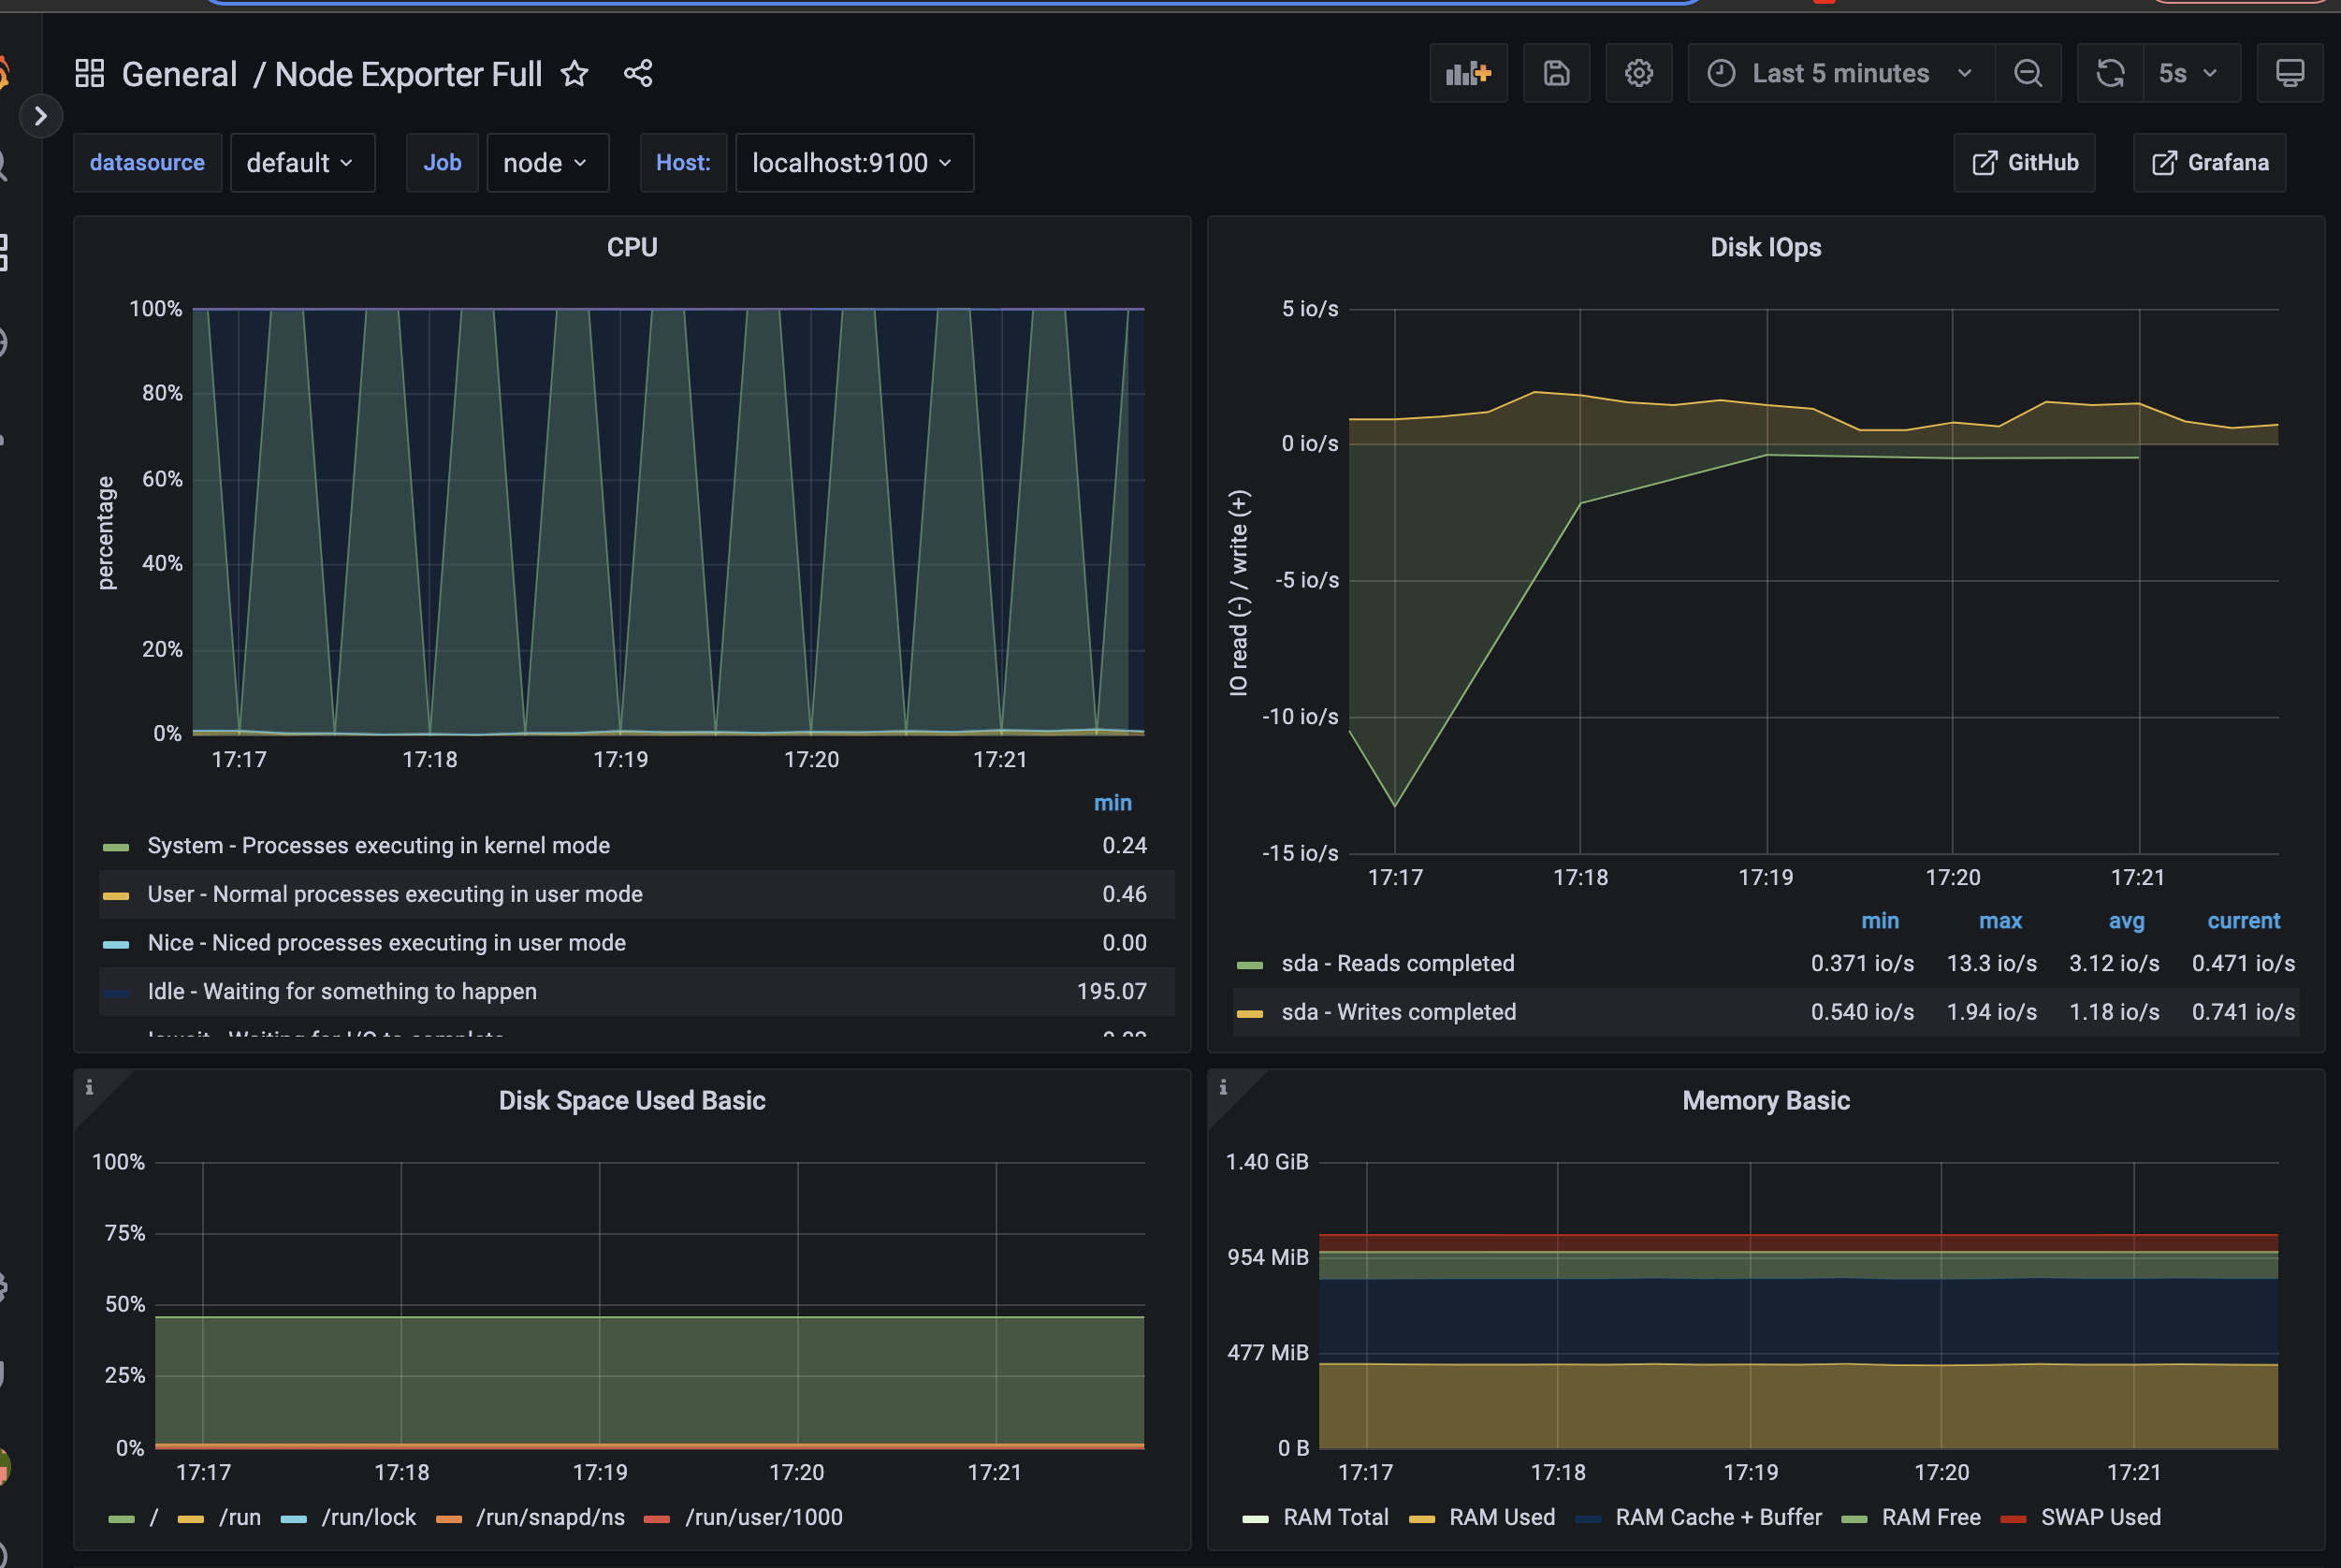 General / Node Exporter Full
Last 5 minutes
5s
datasource default Job node Host: localhost:9100
GitHub
Grafana
CPU
100%
80%
60%
40%
20%
0%
percentage
17:17 17:18 17:19 17:20 17:21
min
System - Processes executing in kernel mode 0.24
User - Normal processes executing in user mode 0.46
Nice - Niced processes executing in user mode 0.00
Idle - Waiting for something to happen 195.07
Disk IOps
5 io/s
0 io/s
-5 io/s
-10 io/s
-15 io/s
IO read (-) / write (+)
17:17 17:18 17:19 17:20 17:21
min max avg current
sda - Reads completed 0.371 io/s 13.3 io/s 3.12 io/s 0.471 io/s
sda - Writes completed 0.540 io/s 1.94 io/s 1.18 io/s 0.741 io/s
i
Disk Space Used Basic
100%
75%
50%
25%
0%
17:17 17:18 17:19 17:20 17:21
/ /run /run/lock /run/snapd/ns /run/user/1000
i
Memory Basic
1.40 GiB
954 MiB
477 MiB
0 B
17:17 17:18 17:19 17:20 17:21
RAM Total RAM Used RAM Cache + Buffer RAM Free SWAP Used